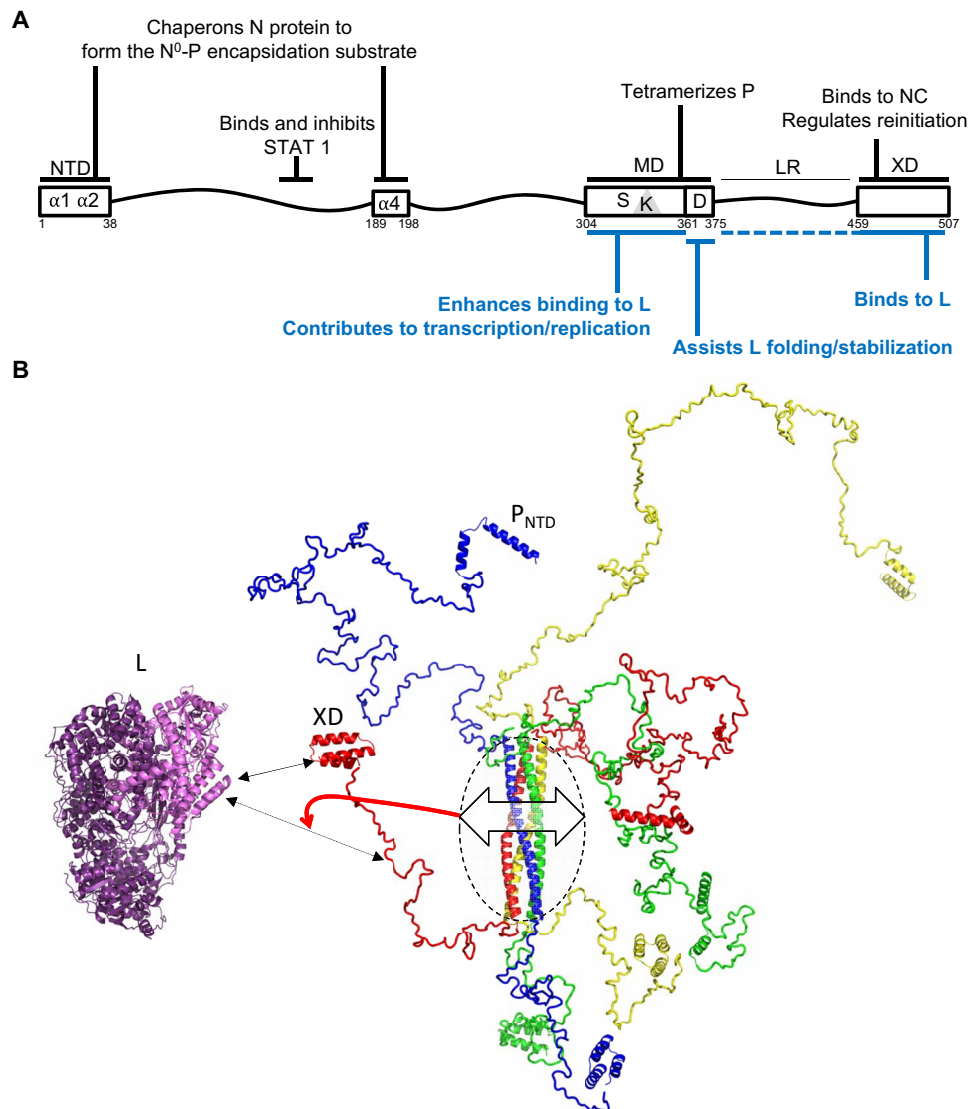 A
Chaperons N protein to
form the N⁰-P encapsidation substrate
Binds and inhibits
STAT 1
Tetramerizes P
Binds to NC
Regulates reinitiation
NTD MD LR XD
α1 α2 α4 S K D
1 38 189 198 304 361 375 459 507
Enhances binding to L
Contributes to transcription/replication
Binds to L
Assists L folding/stabilization
B
P_NTD
L
XD